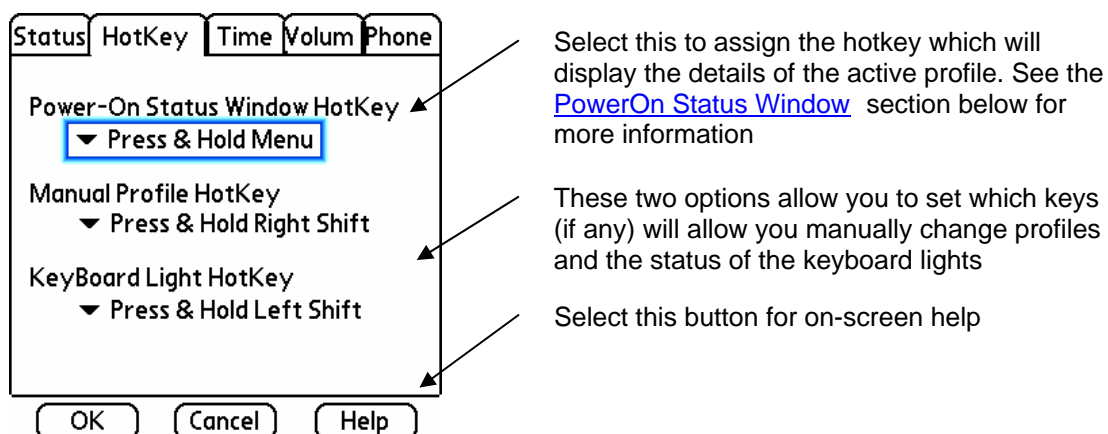 Status HotKey Time Volum Phone
Power-On Status Window HotKey
Press & Hold Menu
Manual Profile HotKey
Press & Hold Right Shift
KeyBoard Light HotKey
Press & Hold Left Shift
OK Cancel Help
Select this to assign the hotkey which will
display the details of the active profile. See the
PowerOn Status Window section below for
more information
These two options allow you to set which keys
(if any) will allow you manually change profiles
and the status of the keyboard lights
Select this button for on-screen help